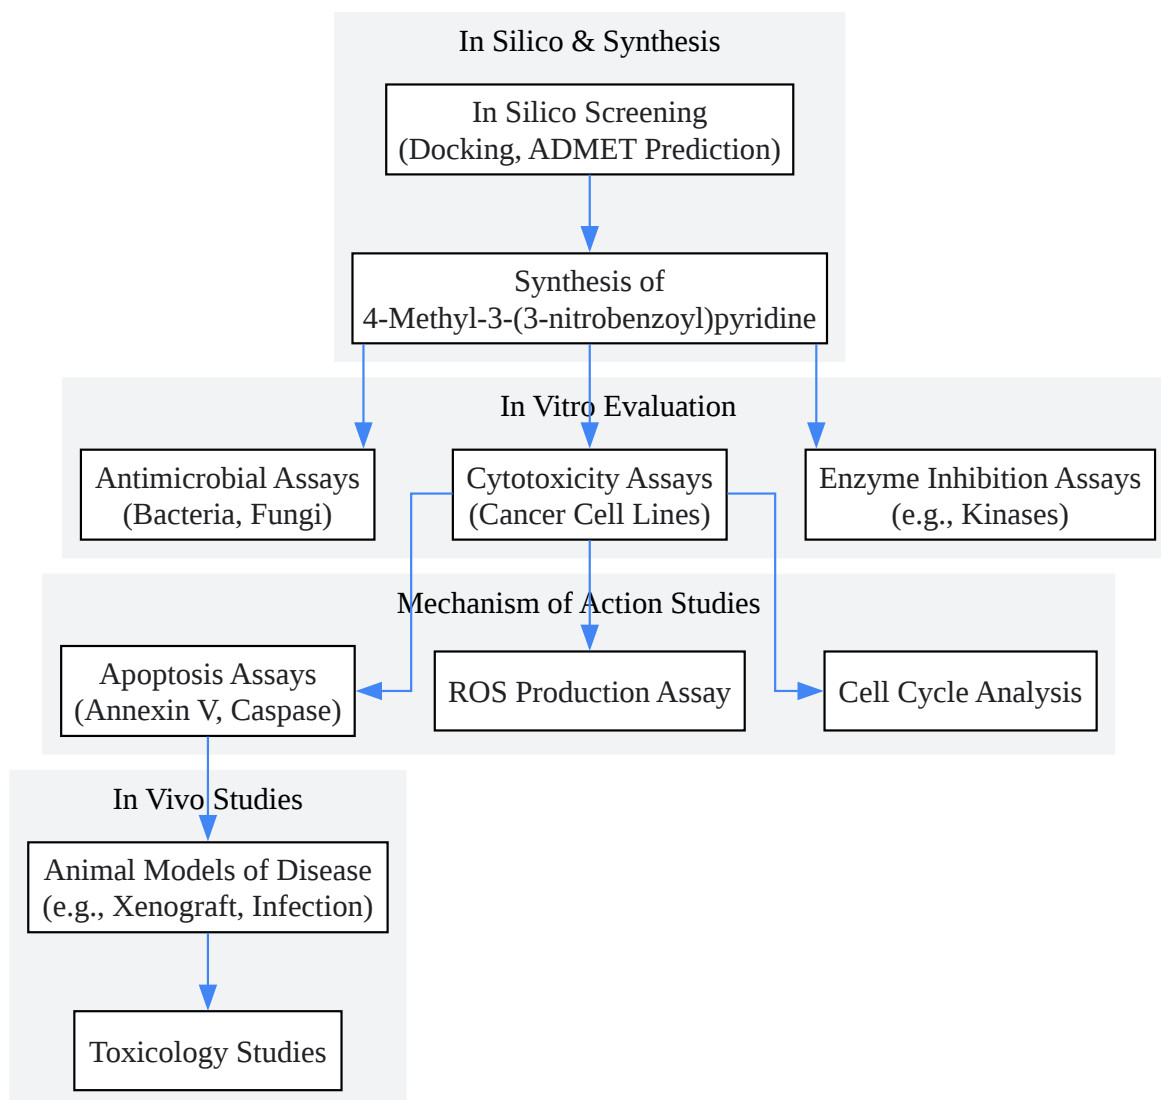 In Silico & Synthesis
In Silico Screening
(Docking, ADMET Prediction)
Synthesis of
4-Methyl-3-(3-nitrobenzoyl)pyridine
In Vitro Evaluation
Antimicrobial Assays
(Bacteria, Fungi)
Cytotoxicity Assays
(Cancer Cell Lines)
Enzyme Inhibition Assays
(e.g., Kinases)
Mechanism of Action Studies
Apoptosis Assays
(Annexin V, Caspase)
ROS Production Assay
Cell Cycle Analysis
In Vivo Studies
Animal Models of Disease
(e.g., Xenograft, Infection)
Toxicology Studies